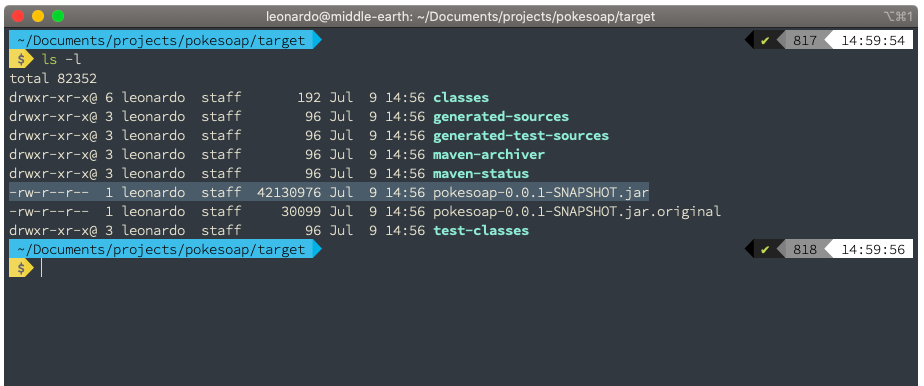 leonardo@middle-earth: ~/Documents/projects/pokesoap/target ⌥⌘1
~/Documents/projects/pokesoap/target ✔ 817 14:59:54
$ ls -l
total 82352
drwxr-xr-x@ 6 leonardo staff 192 Jul 9 14:56 classes
drwxr-xr-x@ 3 leonardo staff 96 Jul 9 14:56 generated-sources
drwxr-xr-x@ 3 leonardo staff 96 Jul 9 14:56 generated-test-sources
drwxr-xr-x@ 3 leonardo staff 96 Jul 9 14:56 maven-archiver
drwxr-xr-x@ 3 leonardo staff 96 Jul 9 14:56 maven-status
-rw-r--r-- 1 leonardo staff 42130976 Jul 9 14:56 pokesoap-0.0.1-SNAPSHOT.jar
-rw-r--r-- 1 leonardo staff 30099 Jul 9 14:56 pokesoap-0.0.1-SNAPSHOT.jar.original
drwxr-xr-x@ 3 leonardo staff 96 Jul 9 14:56 test-classes
~/Documents/projects/pokesoap/target ✔ 818 14:59:56
$